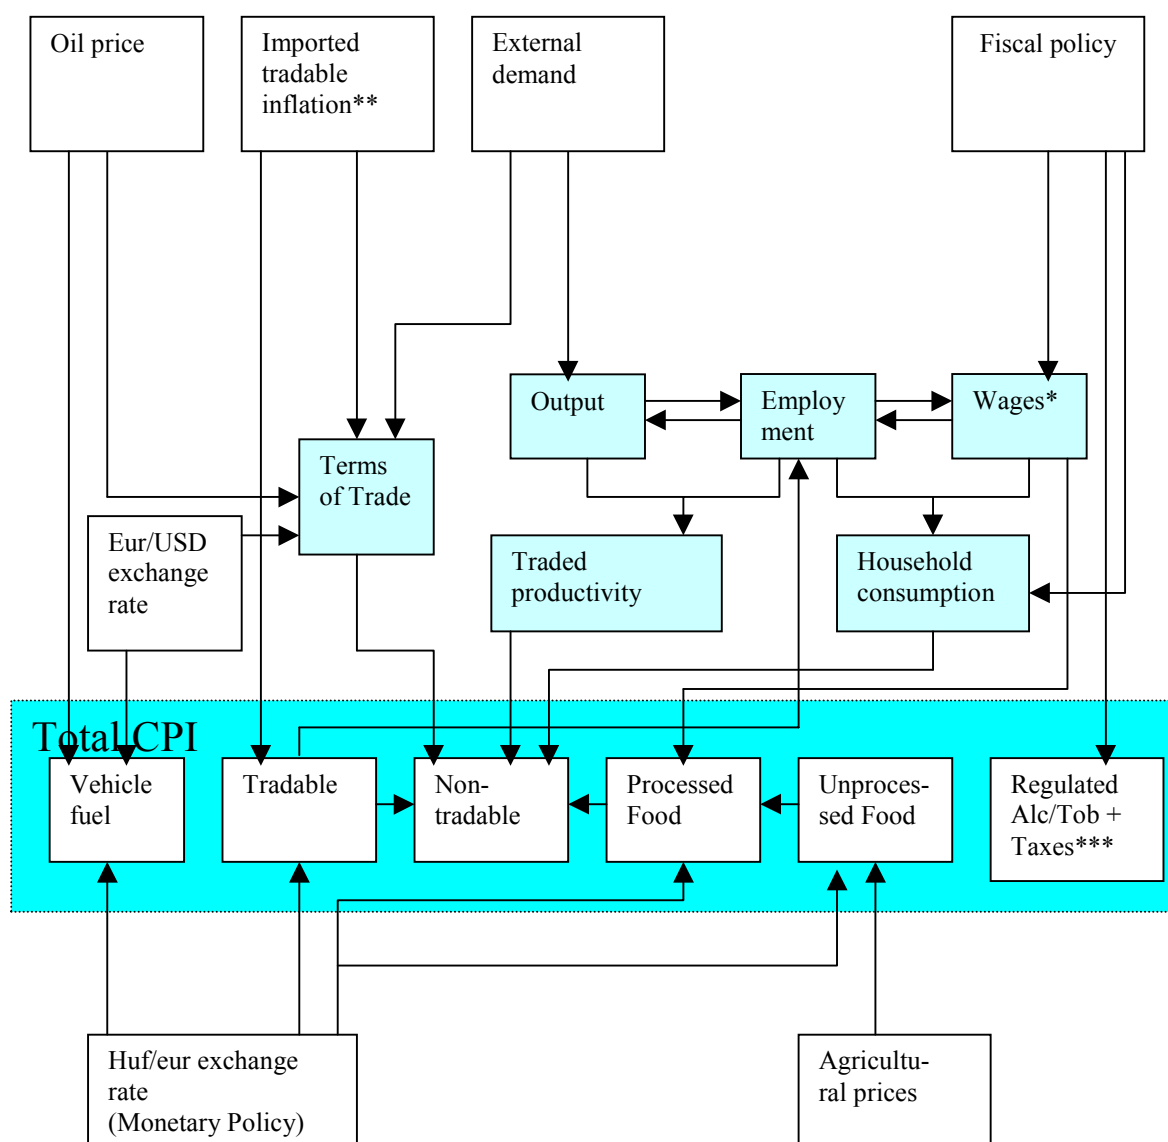 Oil price
Imported
tradable
inflation**
External
demand
Fiscal policy
Output
Employ
ment
Wages*
Terms
of Trade
Eur/USD
exchange
rate
Traded
productivity
Household
consumption
Total CPI
Vehicle
fuel
Tradable
Non-
tradable
Processed
Food
Unproces-
sed Food
Regulated
Alc/Tob +
Taxes***
Huf/eur exchange
rate
(Monetary Policy)
Agricultu-
ral prices